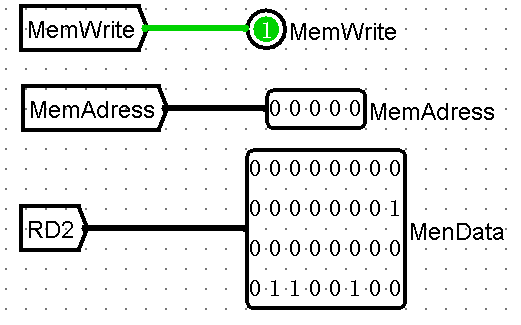 MemWrite 1 MemWrite
MemAdress 0 0 0 0 0 MemAdress
0 0 0 0 0 0 0 0
0 0 0 0 0 0 0 1
RD2 MenData
0 0 0 0 0 0 0 0
0 1 1 0 0 1 0 0